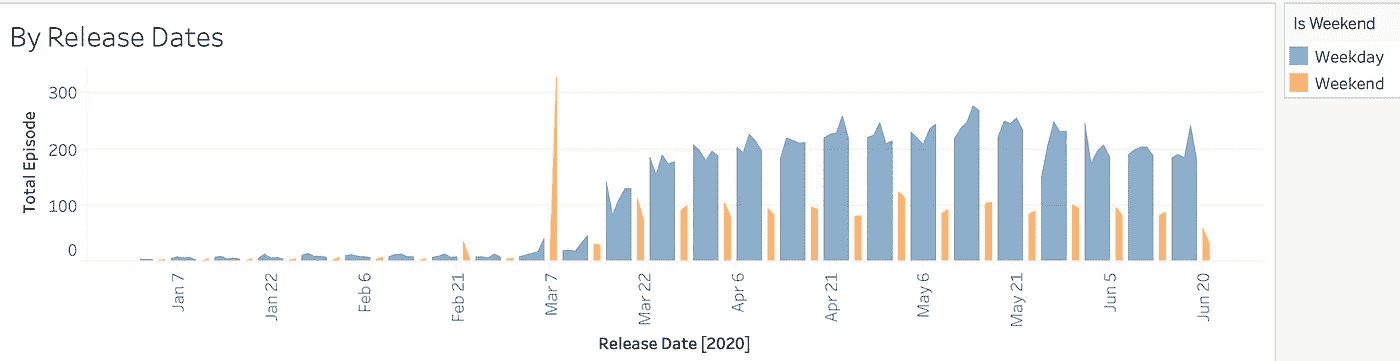 By Release Dates
Is Weekend
Weekday
Weekend
Total Episode
300
200
100
0
Jan 7
Jan 22
Feb 6
Feb 21
Mar 7
Mar 22
Apr 6
Apr 21
May 6
May 21
Jun 5
Jun 20
Release Date [2020]